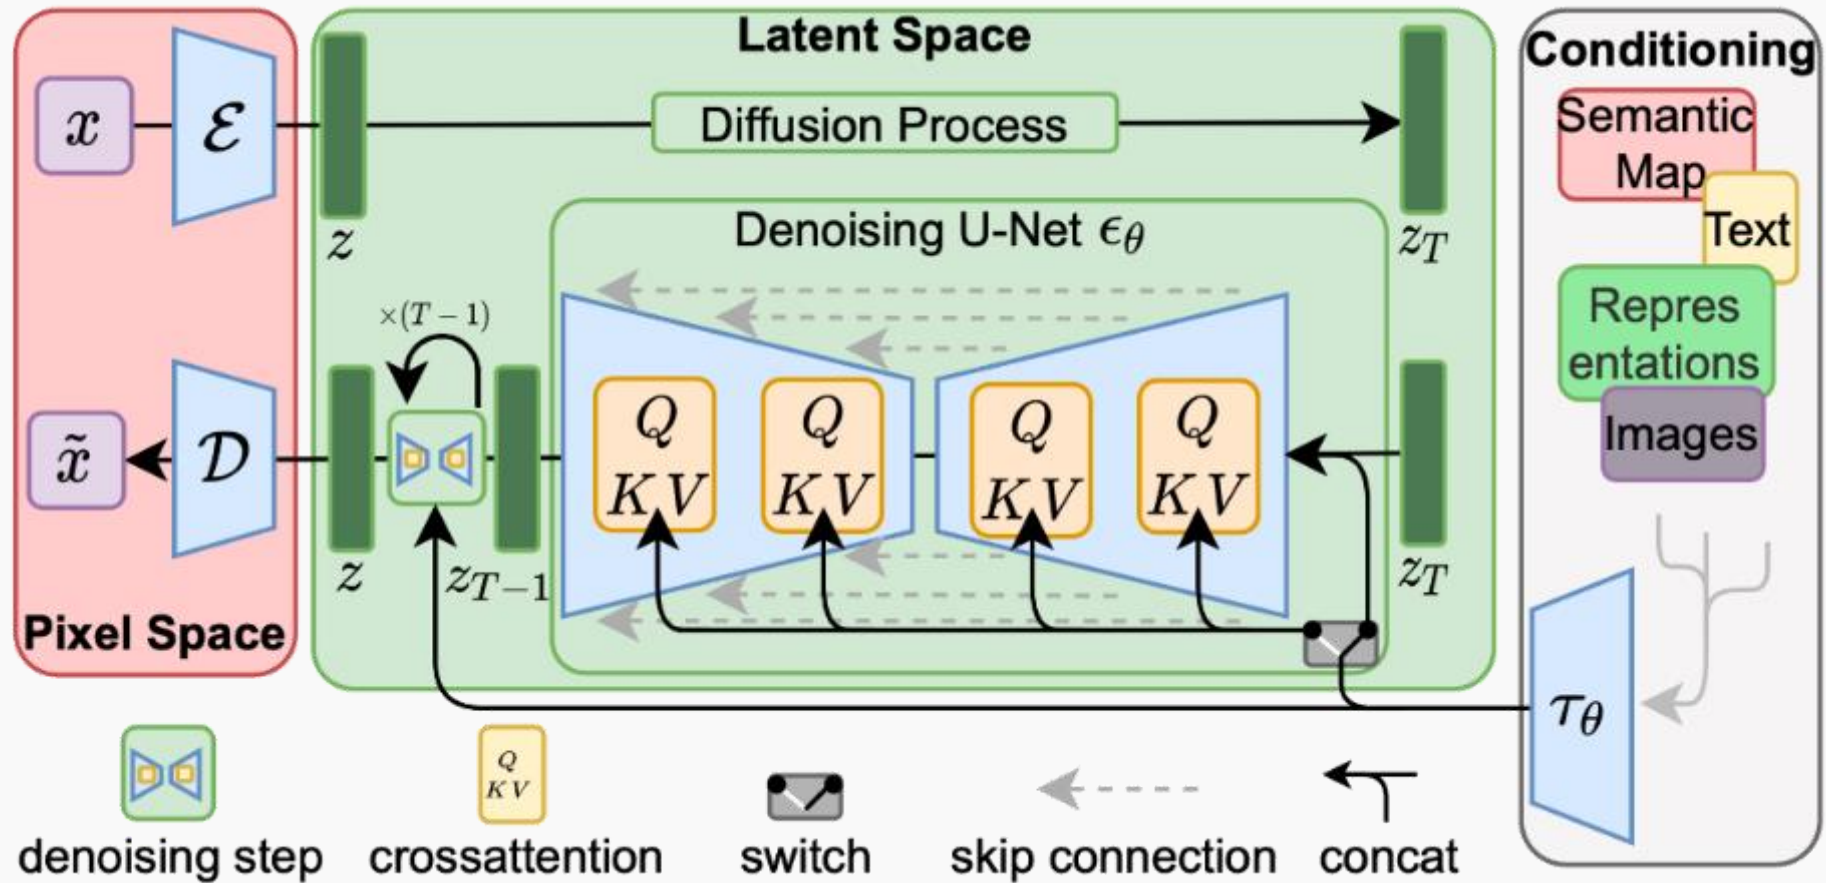 Latent Space
Conditioning
x
ℰ
Diffusion Process
Semantic
Map
Text
z
Denoising U-Net ϵ_θ
z_T
Repres
entations
×(T − 1)
Images
x̃
𝒟
Q
KV
Q
KV
Q
KV
Q
KV
z
z_{T−1}
z_T
Pixel Space
τ_θ
Q
KV
denoising step
crossattention
switch
skip connection
concat